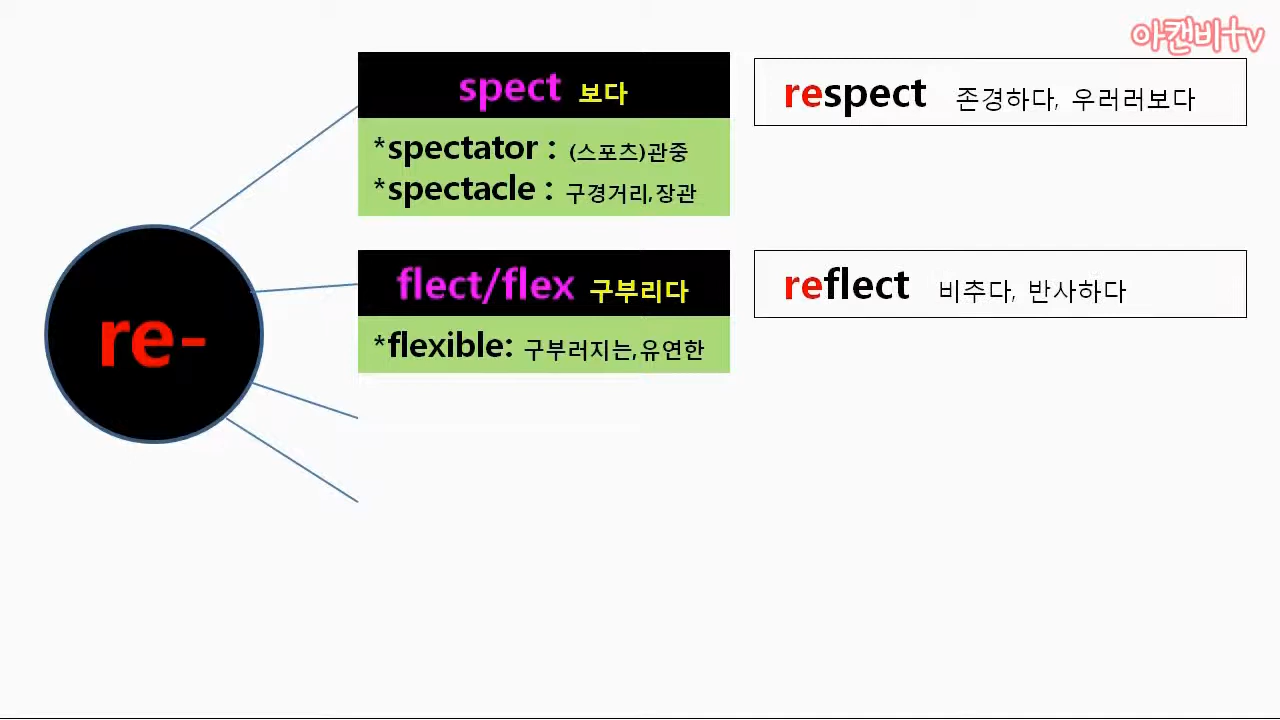 아캔비tv
spect 보다
respect 존경하다, 우러러보다
*spectator : (스포츠)관중
*spectacle : 구경거리,장관
re-
flect/flex 구부리다
reflect 비추다, 반사하다
*flexible: 구부러지는,유연한